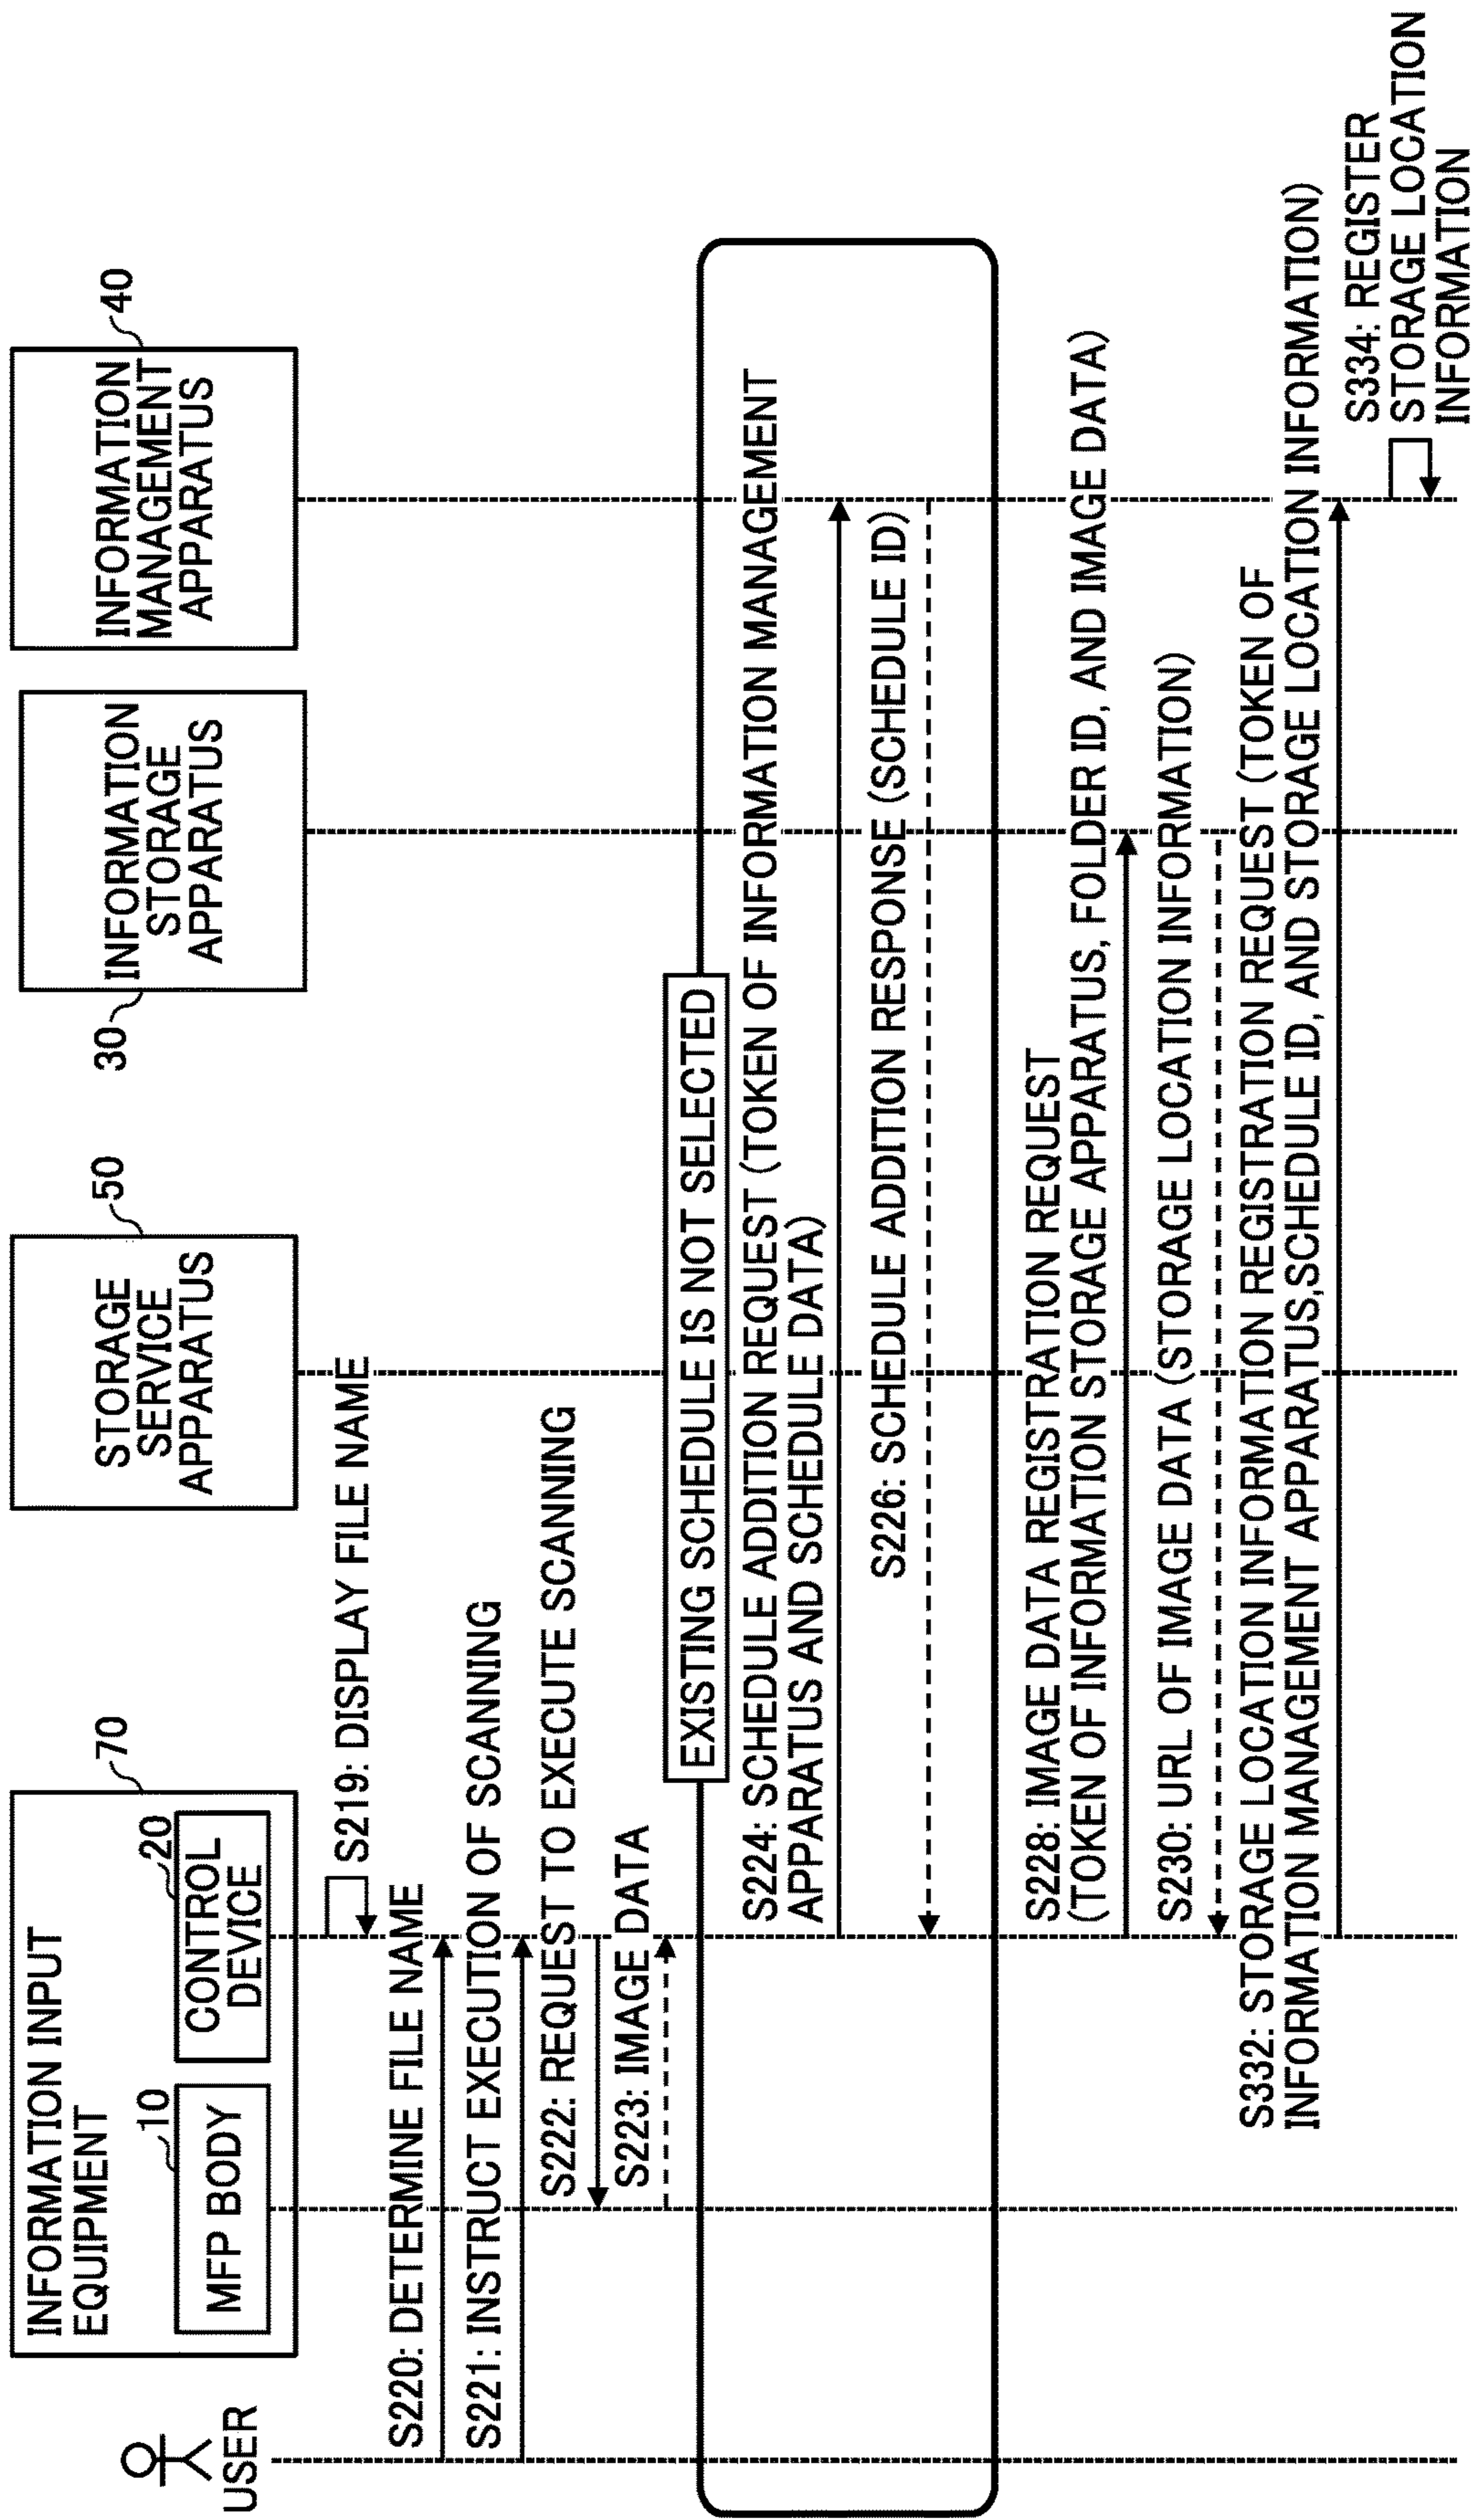 USER
INFORMATION INPUT
EQUIPMENT
70
MFP BODY
10
CONTROL
DEVICE
20
STORAGE
SERVICE
APPARATUS
50
INFORMATION
STORAGE
APPARATUS
30
INFORMATION
MANAGEMENT
APPARATUS
40
S219: DISPLAY FILE NAME
S220: DETERMINE FILE NAME
S221: INSTRUCT EXECUTION OF SCANNING
S222: REQUEST TO EXECUTE SCANNING
S223: IMAGE DATA
EXISTING SCHEDULE IS NOT SELECTED
S224: SCHEDULE ADDITION REQUEST (TOKEN OF INFORMATION MANAGEMENT
APPARATUS AND SCHEDULE DATA)
S226: SCHEDULE ADDITION RESPONSE (SCHEDULE ID)
S228: IMAGE DATA REGISTRATION REQUEST
(TOKEN OF INFORMATION STORAGE APPARATUS, FOLDER ID, AND IMAGE DATA)
S230: URL OF IMAGE DATA (STORAGE LOCATION INFORMATION)
S332: STORAGE LOCATION INFORMATION REGISTRATION REQUEST (TOKEN OF
INFORMATION MANAGEMENT APPARATUS,SCHEDULE ID, AND STORAGE LOCATION INFORMATION)
S334: REGISTER
STORAGE LOCATION
INFORMATION